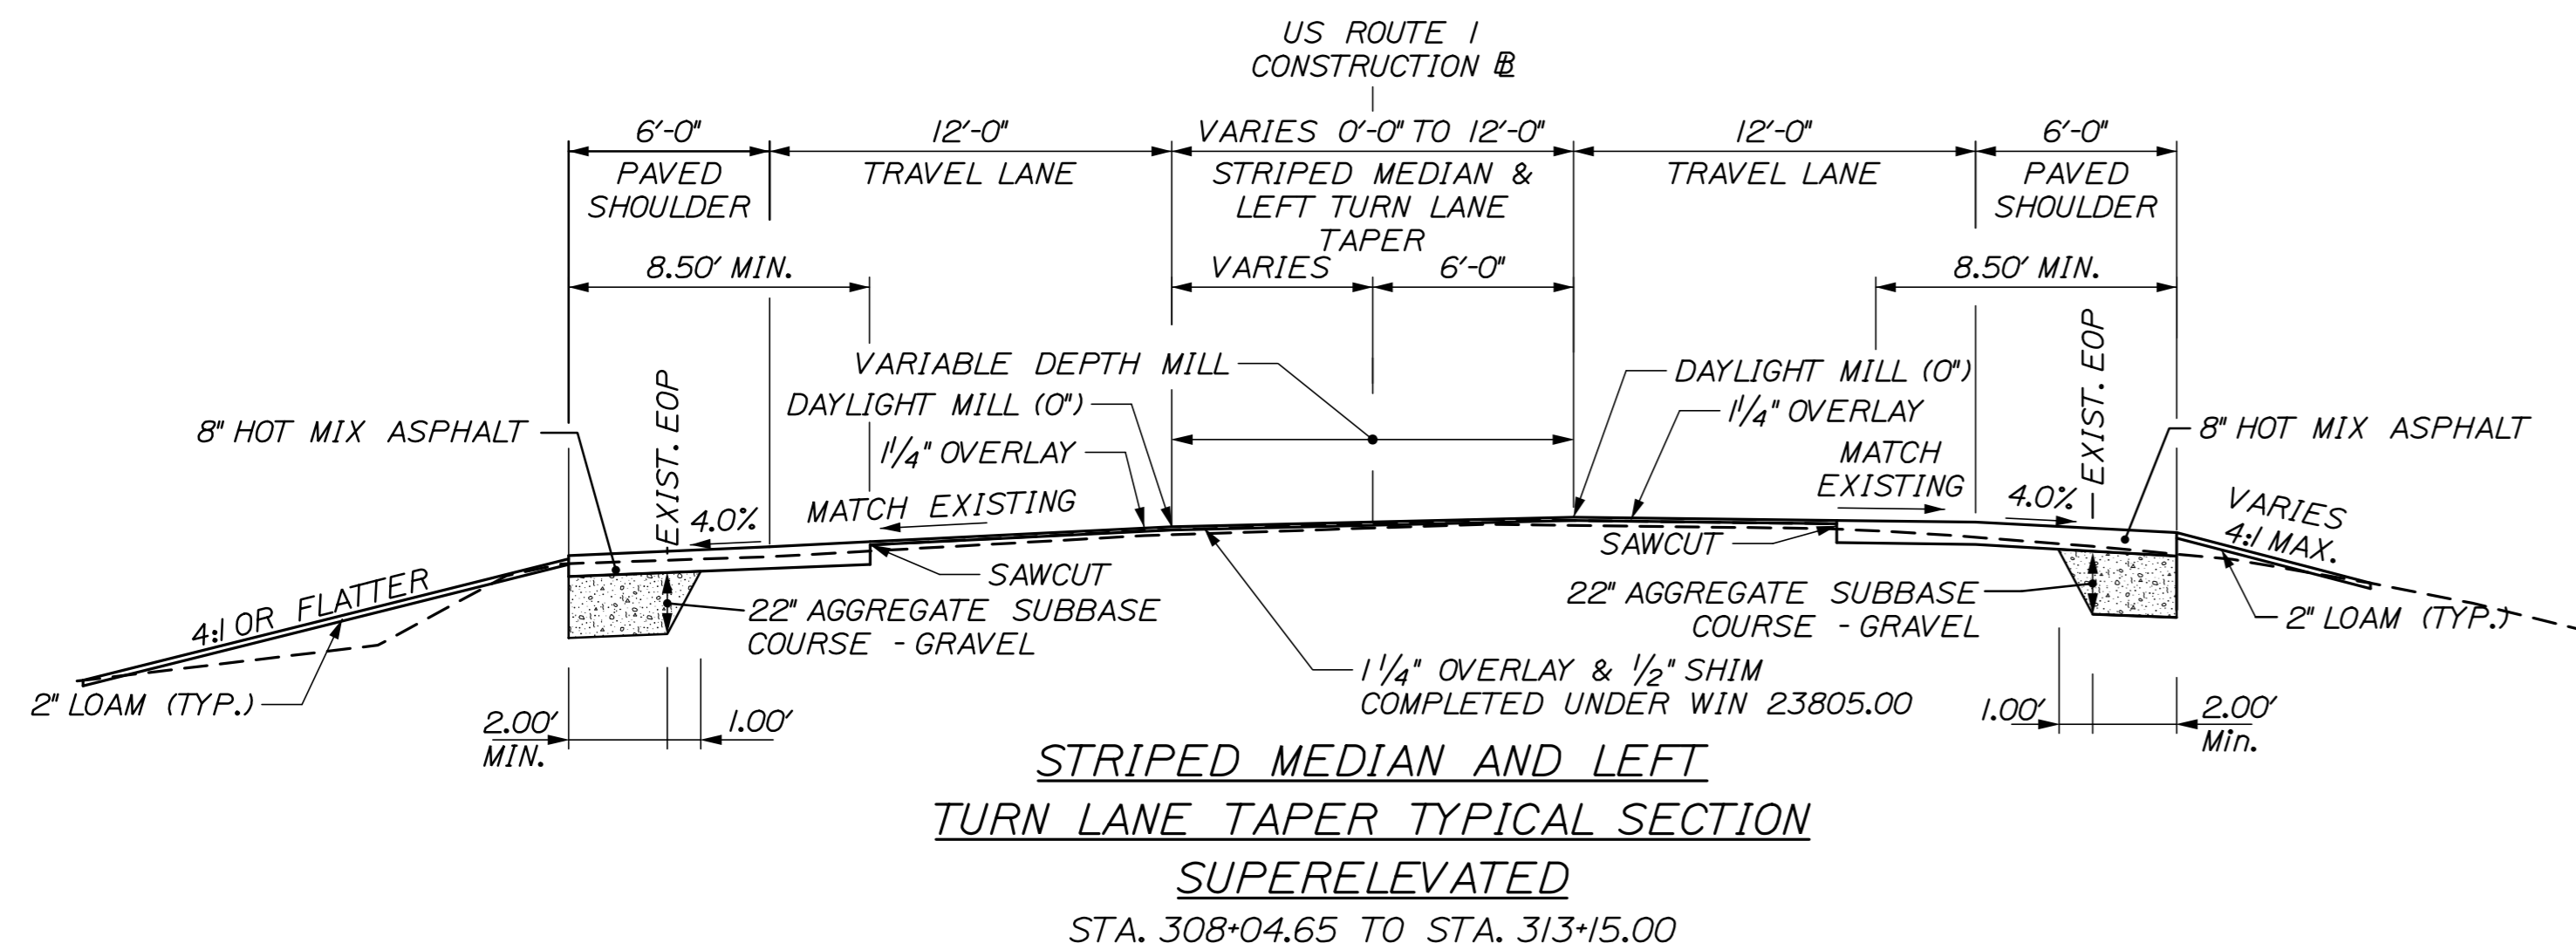 US ROUTE 1
CONSTRUCTION BL
6'-0"
12'-0"
VARIES 0'-0" TO 12'-0"
12'-0"
6'-0"
PAVED
SHOULDER
TRAVEL LANE
STRIPED MEDIAN &
LEFT TURN LANE
TAPER
TRAVEL LANE
PAVED
SHOULDER
8.50' MIN.
VARIES
6'-0"
8.50' MIN.
VARIABLE DEPTH MILL
DAYLIGHT MILL (0")
DAYLIGHT MILL (0")
1 1/4" OVERLAY
EXIST. EOP
EXIST. EOP
8" HOT MIX ASPHALT
8" HOT MIX ASPHALT
1 1/4" OVERLAY
MATCH
EXISTING
MATCH EXISTING
4.0%
4.0%
VARIES
4:1 MAX.
SAWCUT
SAWCUT
4:1 OR FLATTER
22" AGGREGATE SUBBASE
COURSE - GRAVEL
22" AGGREGATE SUBBASE
COURSE - GRAVEL
2" LOAM (TYP.)
2" LOAM (TYP.)
1 1/4" OVERLAY & 1/2" SHIM
COMPLETED UNDER WIN 23805.00
2.00'
MIN.
1.00'
1.00'
2.00'
Min.
STRIPED MEDIAN AND LEFT
TURN LANE TAPER TYPICAL SECTION
SUPERELEVATED
STA. 308+04.65 TO STA. 313+15.00